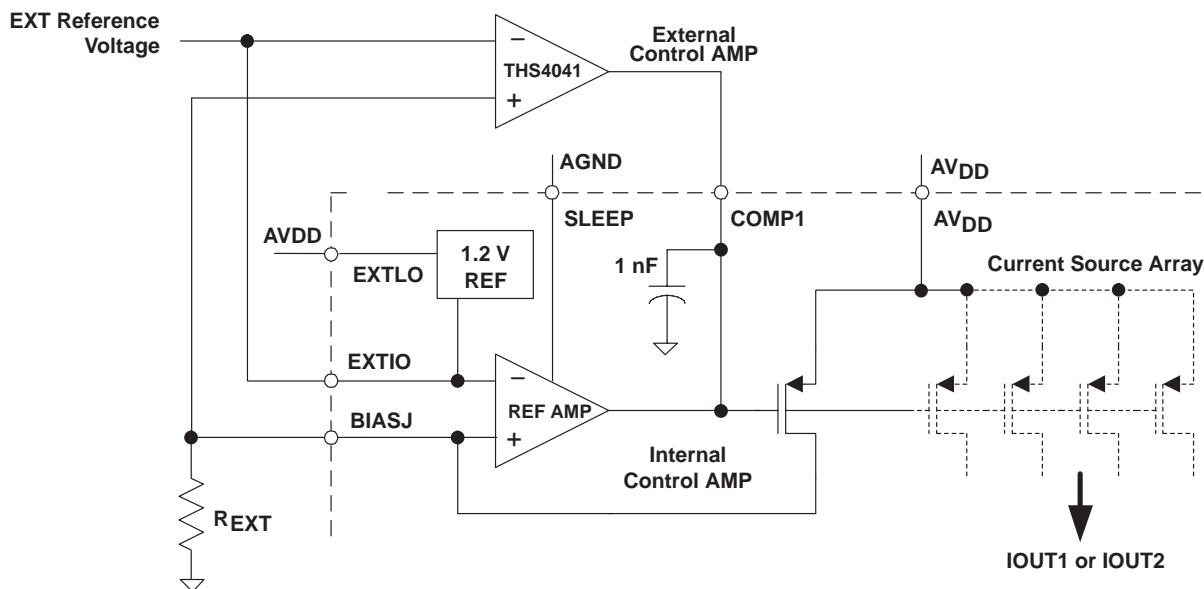 EXT Reference
Voltage
−
THS4041
+
External
Control AMP
AGND
AVDD
SLEEP
COMP1
AVDD
AVDD
EXTLO
1.2 V
REF
1 nF
Current Source Array
EXTIO
−
REF AMP
+
BIASJ
Internal
Control AMP
REXT
IOUT1 or IOUT2